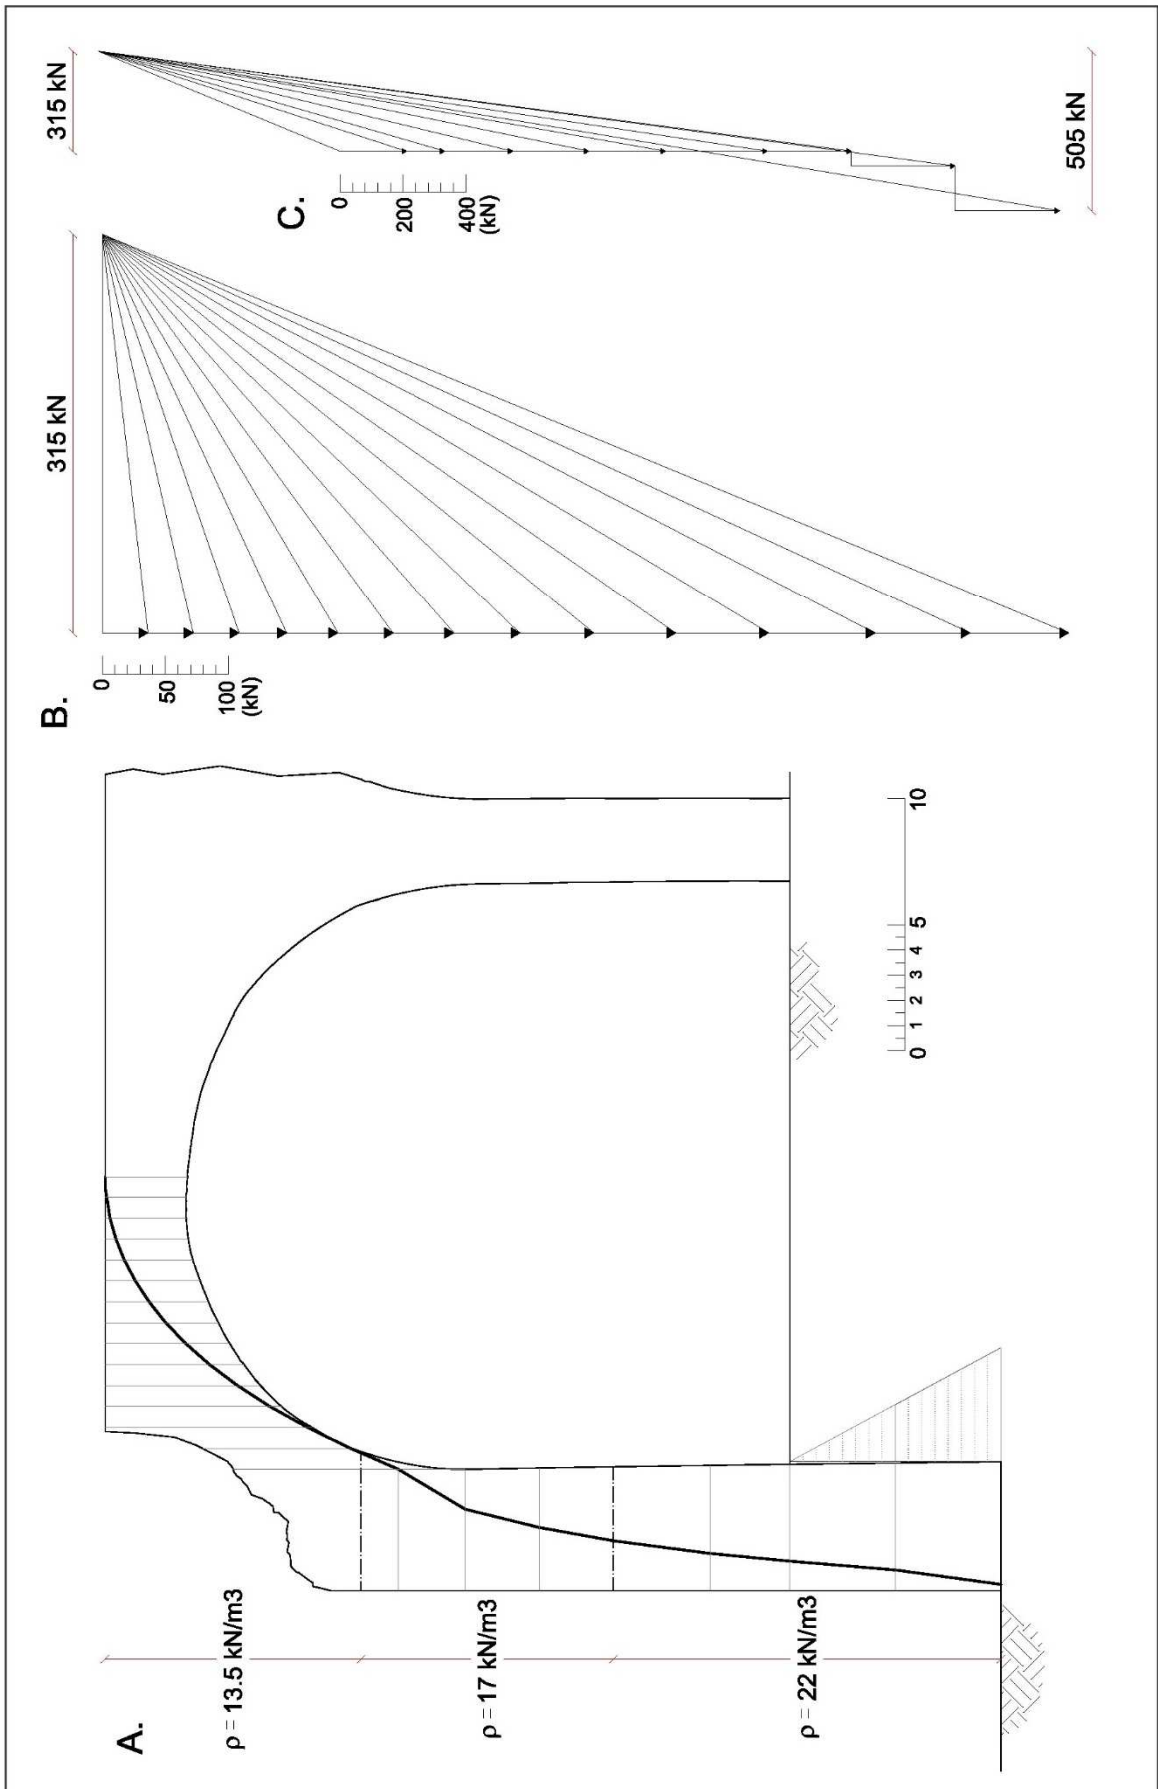 A.
ρ = 13.5 kN/m3
ρ = 17 kN/m3
ρ = 22 kN/m3
0
1
2
3
4
5
10
B.
315 kN
0
50
100
(kN)
C.
315 kN
0
200
400
(kN)
505 kN